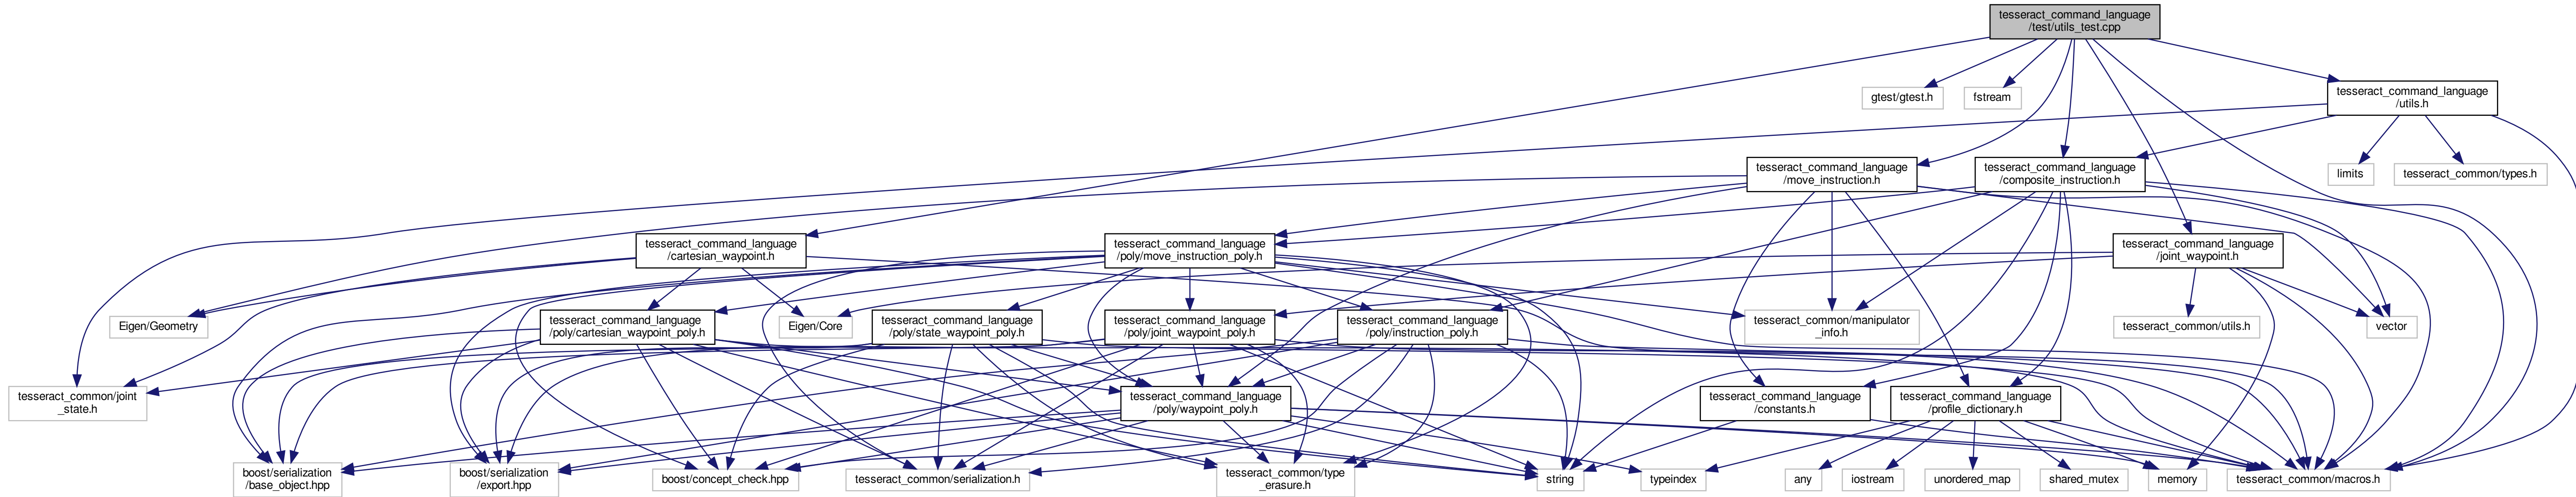 tesseract_command_language
/test/utils_test.cpp
gtest/gtest.h
fstream
tesseract_command_language
/utils.h
tesseract_command_language
/move_instruction.h
tesseract_command_language
/composite_instruction.h
limits
tesseract_common/types.h
tesseract_command_language
/cartesian_waypoint.h
tesseract_command_language
/poly/move_instruction_poly.h
tesseract_command_language
/joint_waypoint.h
Eigen/Geometry
tesseract_command_language
/poly/cartesian_waypoint_poly.h
Eigen/Core
tesseract_command_language
/poly/state_waypoint_poly.h
tesseract_command_language
/poly/joint_waypoint_poly.h
tesseract_command_language
/poly/instruction_poly.h
tesseract_common/manipulator
_info.h
tesseract_common/utils.h
vector
tesseract_common/joint
_state.h
tesseract_command_language
/poly/waypoint_poly.h
tesseract_command_language
/constants.h
tesseract_command_language
/profile_dictionary.h
boost/serialization
/base_object.hpp
boost/serialization
/export.hpp
boost/concept_check.hpp
tesseract_common/serialization.h
tesseract_common/type
_erasure.h
string
typeindex
any
iostream
unordered_map
shared_mutex
memory
tesseract_common/macros.h